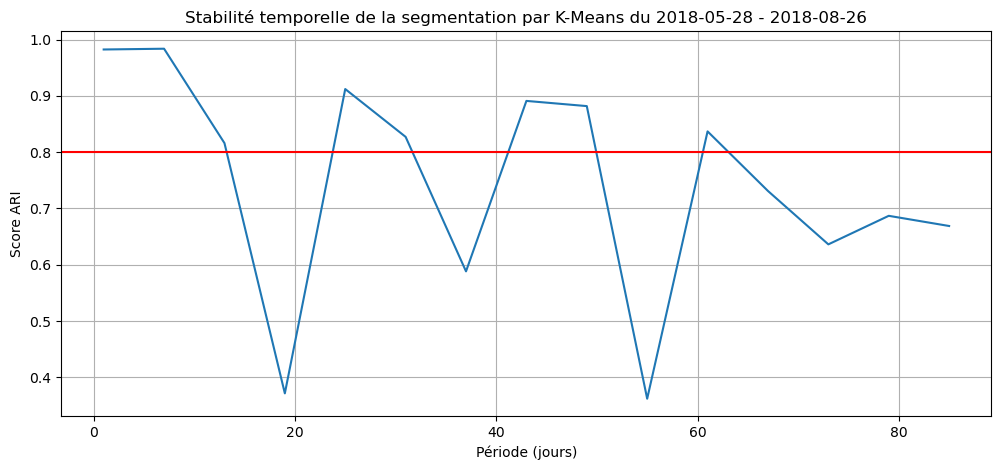 Stabilité temporelle de la segmentation par K-Means du 2018-05-28 - 2018-08-26
1.0
0.9
0.8
0.7
0.6
0.5
0.4
Score ARI
0 20 40 60 80
Période (jours)